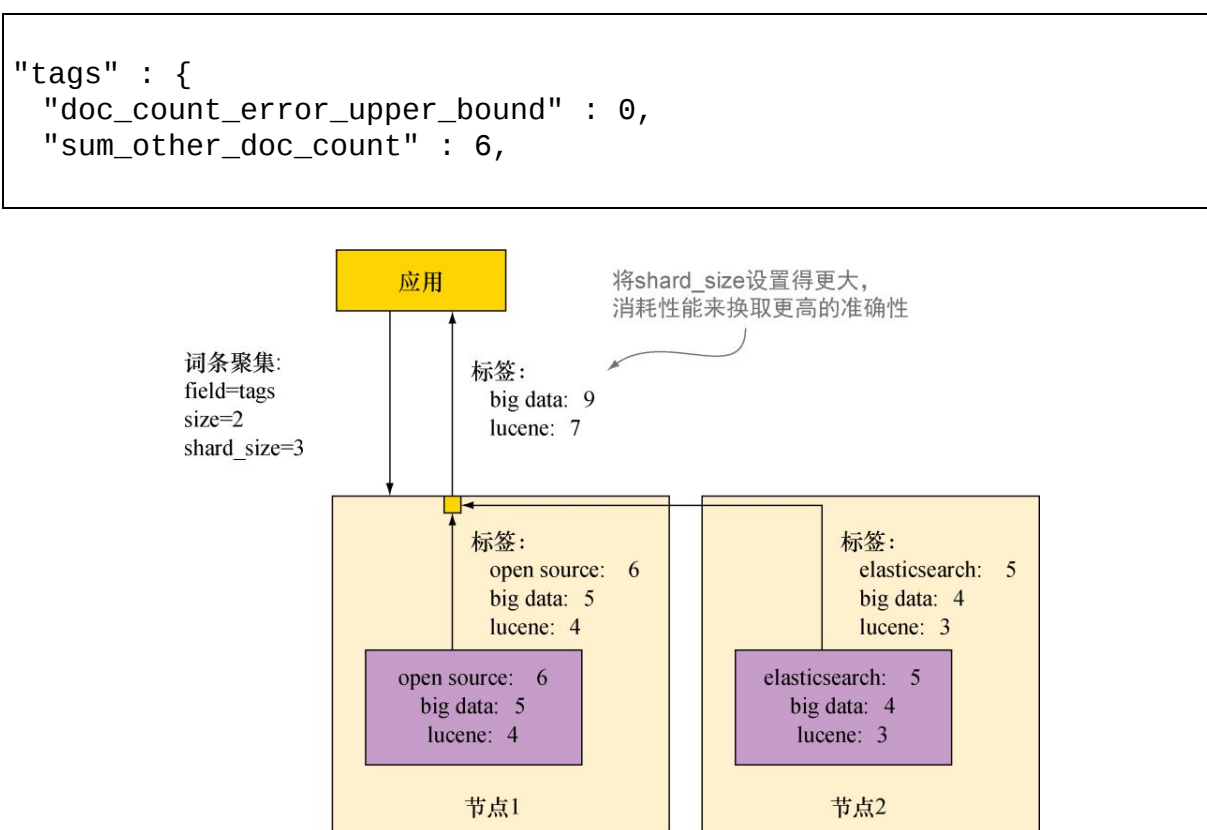 "tags" : {
"doc_count_error_upper_bound" : 0,
"sum_other_doc_count" : 6,
应用
将shard_size设置得更大，
消耗性能来换取更高的准确性
词条聚集:
field=tags
size=2
shard_size=3
标签：
big data: 9
lucene: 7
标签：
open source: 6
big data: 5
lucene: 4
标签：
elasticsearch: 5
big data: 4
lucene: 3
open source: 6
big data: 5
lucene: 4
elasticsearch: 5
big data: 4
lucene: 3
节点1
节点2